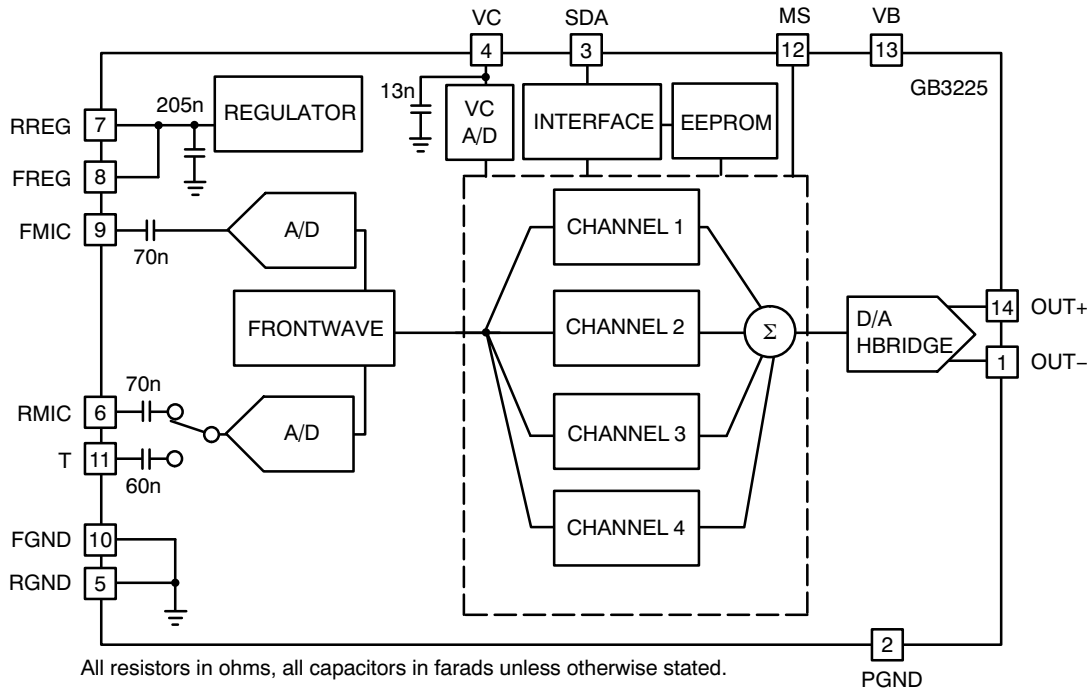 VC
SDA
MS
VB
4
3
12
13
GB3225
13n
205n
REGULATOR
VC
A/D
INTERFACE
EEPROM
RREG
7
FREG
8
FMIC
9
70n
A/D
CHANNEL 1
FRONTWAVE
CHANNEL 2
Σ
D/A
HBRIDGE
14
OUT+
1
OUT−
70n
RMIC
6
A/D
CHANNEL 3
T
11
60n
CHANNEL 4
FGND
10
RGND
5
2
PGND
All resistors in ohms, all capacitors in farads unless otherwise stated.